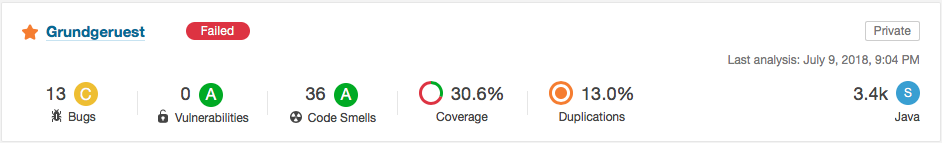 Grundgeruest Failed Private
Last analysis: July 9, 2018, 9:04 PM
13 C 0 A 36 A 30.6% 13.0% 3.4k S
Bugs Vulnerabilities Code Smells Coverage Duplications Java